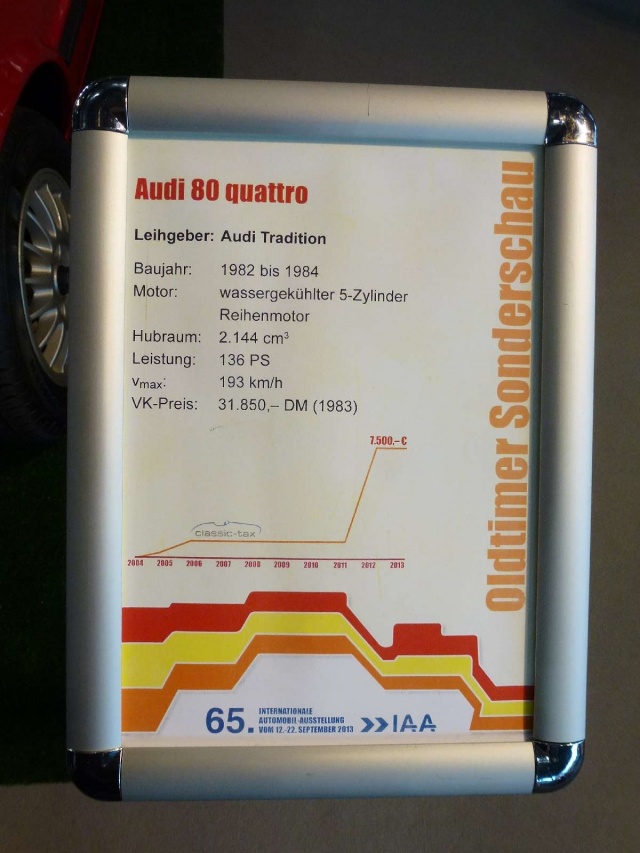 Audi 80 quattro
Leihgeber: Audi Tradition
Baujahr: 1982 bis 1984
Motor: wassergekühlter 5-Zylinder
Reihenmotor
Hubraum: 2.144 cm³
Leistung: 136 PS
vmax: 193 km/h
VK-Preis: 31.850,– DM (1983)
7.500,– €
classic-tax
2004 2005 2006 2007 2008 2009 2010 2011 2012 2013
Oldtimer Sonderschau
65. INTERNATIONALE
AUTOMOBIL-AUSSTELLUNG
VOM 12.-22. SEPTEMBER 2013
IAA